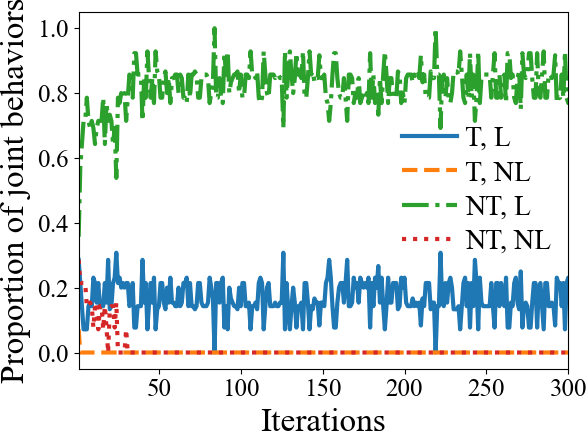 Proportion of joint behaviors
1.0
0.8
0.6
0.4
0.2
0.0
T, L
T, NL
NT, L
NT, NL
50
100
150
200
250
300
Iterations